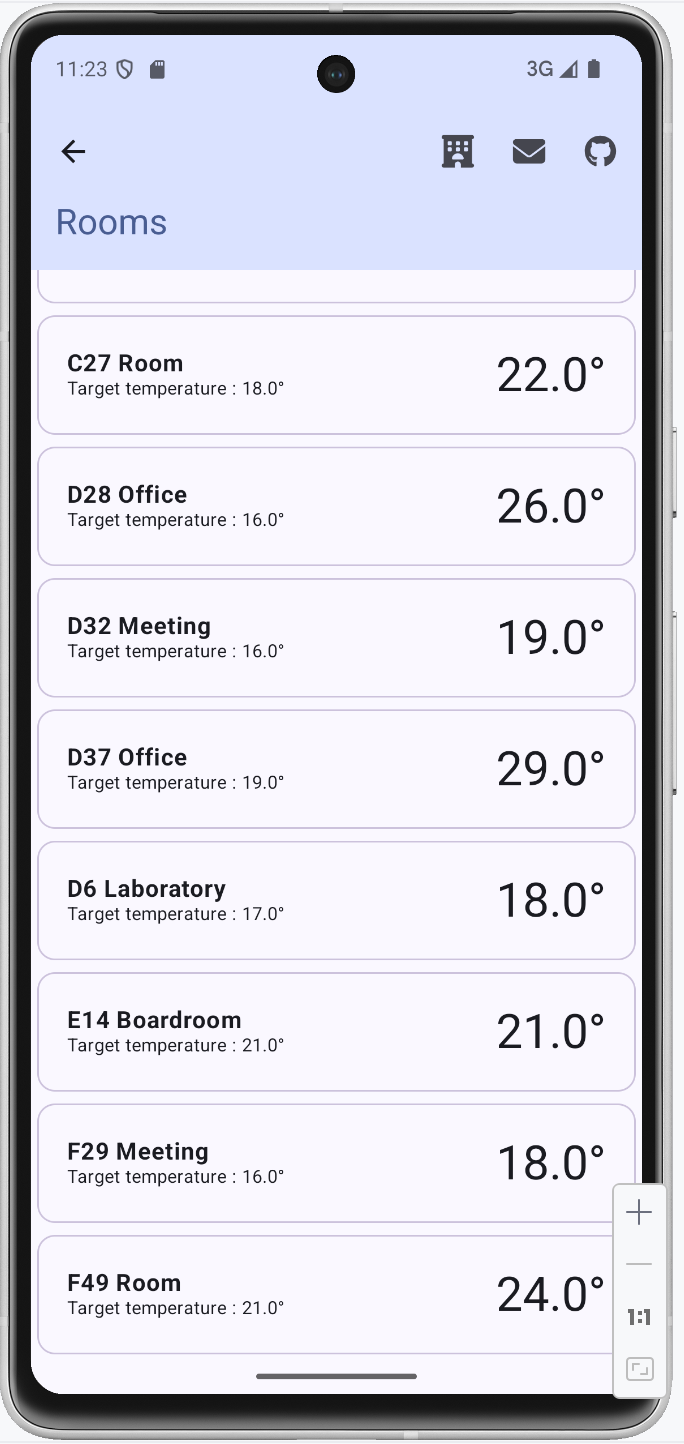 11:23
3G
Rooms
C27 Room
Target temperature : 18.0°
22.0°
D28 Office
Target temperature : 16.0°
26.0°
D32 Meeting
Target temperature : 16.0°
19.0°
D37 Office
Target temperature : 19.0°
29.0°
D6 Laboratory
Target temperature : 17.0°
18.0°
E14 Boardroom
Target temperature : 21.0°
21.0°
F29 Meeting
Target temperature : 16.0°
18.0°
F49 Room
Target temperature : 21.0°
24.0°
1:1